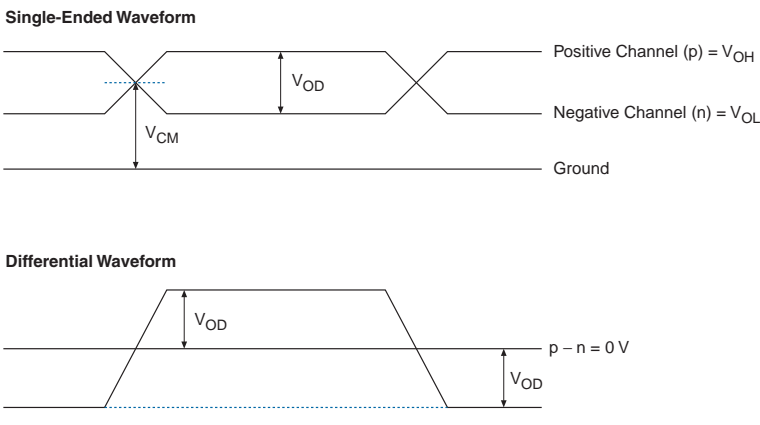 Single-Ended Waveform
Positive Channel (p) = VOH
VOD
Negative Channel (n) = VOL
VCM
Ground
Differential Waveform
VOD
p − n = 0 V
VOD